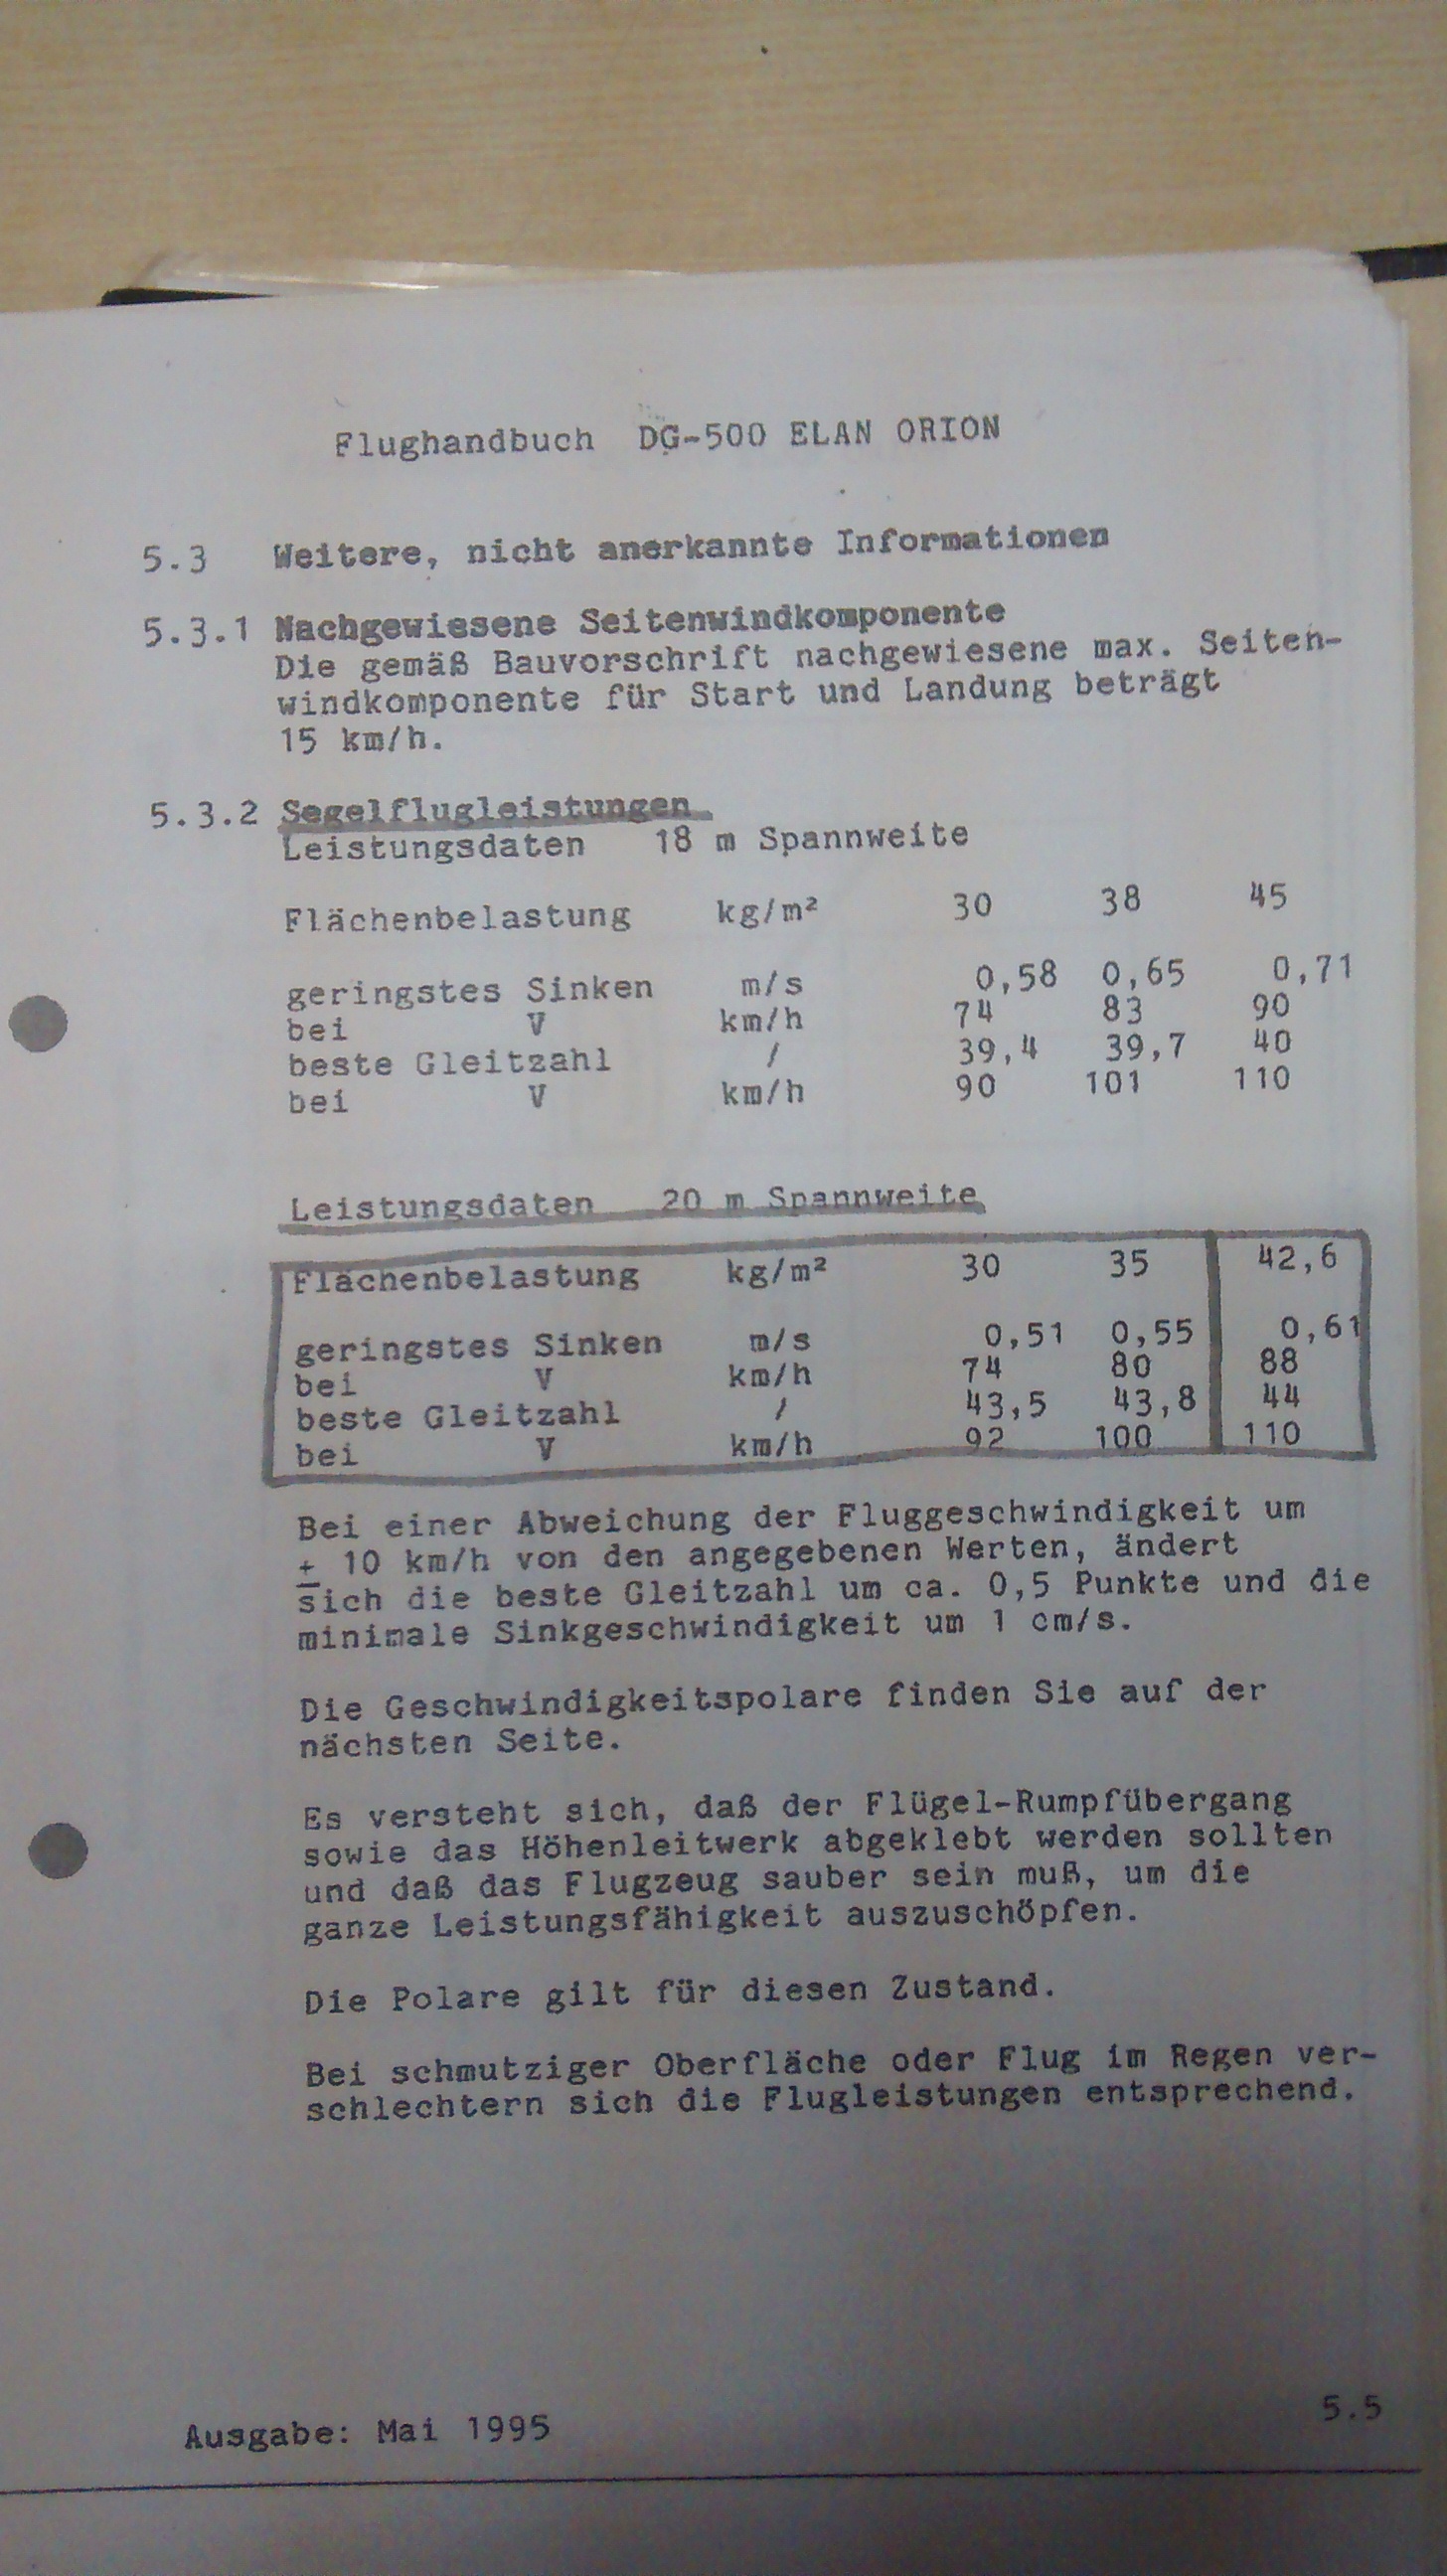 Flughandbuch DG-500 ELAN ORION
5.3 Weitere, nicht anerkannte Informationen
5.3.1 Nachgewiesene Seitenwindkomponente
Die gemäß Bauvorschrift nachgewiesene max. Seiten-
windkomponente für Start und Landung beträgt
15 km/h.
5.3.2 Segelflugleistungen
Leistungsdaten 18 m Spannweite
Flächenbelastung kg/m² 30 38 45
geringstes Sinken m/s 0,58 0,65 0,71
bei V km/h 74 83 90
beste Gleitzahl / 39,4 39,7 40
bei V km/h 90 101 110
Leistungsdaten 20 m Spannweite
Flächenbelastung kg/m² 30 35 42,6
geringstes Sinken m/s 0,51 0,55 0,61
bei V km/h 74 80 88
beste Gleitzahl / 43,5 43,8 44
bei V km/h 92 100 110
Bei einer Abweichung der Fluggeschwindigkeit um
± 10 km/h von den angegebenen Werten, ändert
sich die beste Gleitzahl um ca. 0,5 Punkte und die
minimale Sinkgeschwindigkeit um 1 cm/s.
Die Geschwindigkeitspolare finden Sie auf der
nächsten Seite.
Es versteht sich, daß der Flügel-Rumpfübergang
sowie das Höhenleitwerk abgeklebt werden sollten
und daß das Flugzeug sauber sein muß, um die
ganze Leistungsfähigkeit auszuschöpfen.
Die Polare gilt für diesen Zustand.
Bei schmutziger Oberfläche oder Flug im Regen ver-
schlechtern sich die Flugleistungen entsprechend.
Ausgabe: Mai 1995 5.5